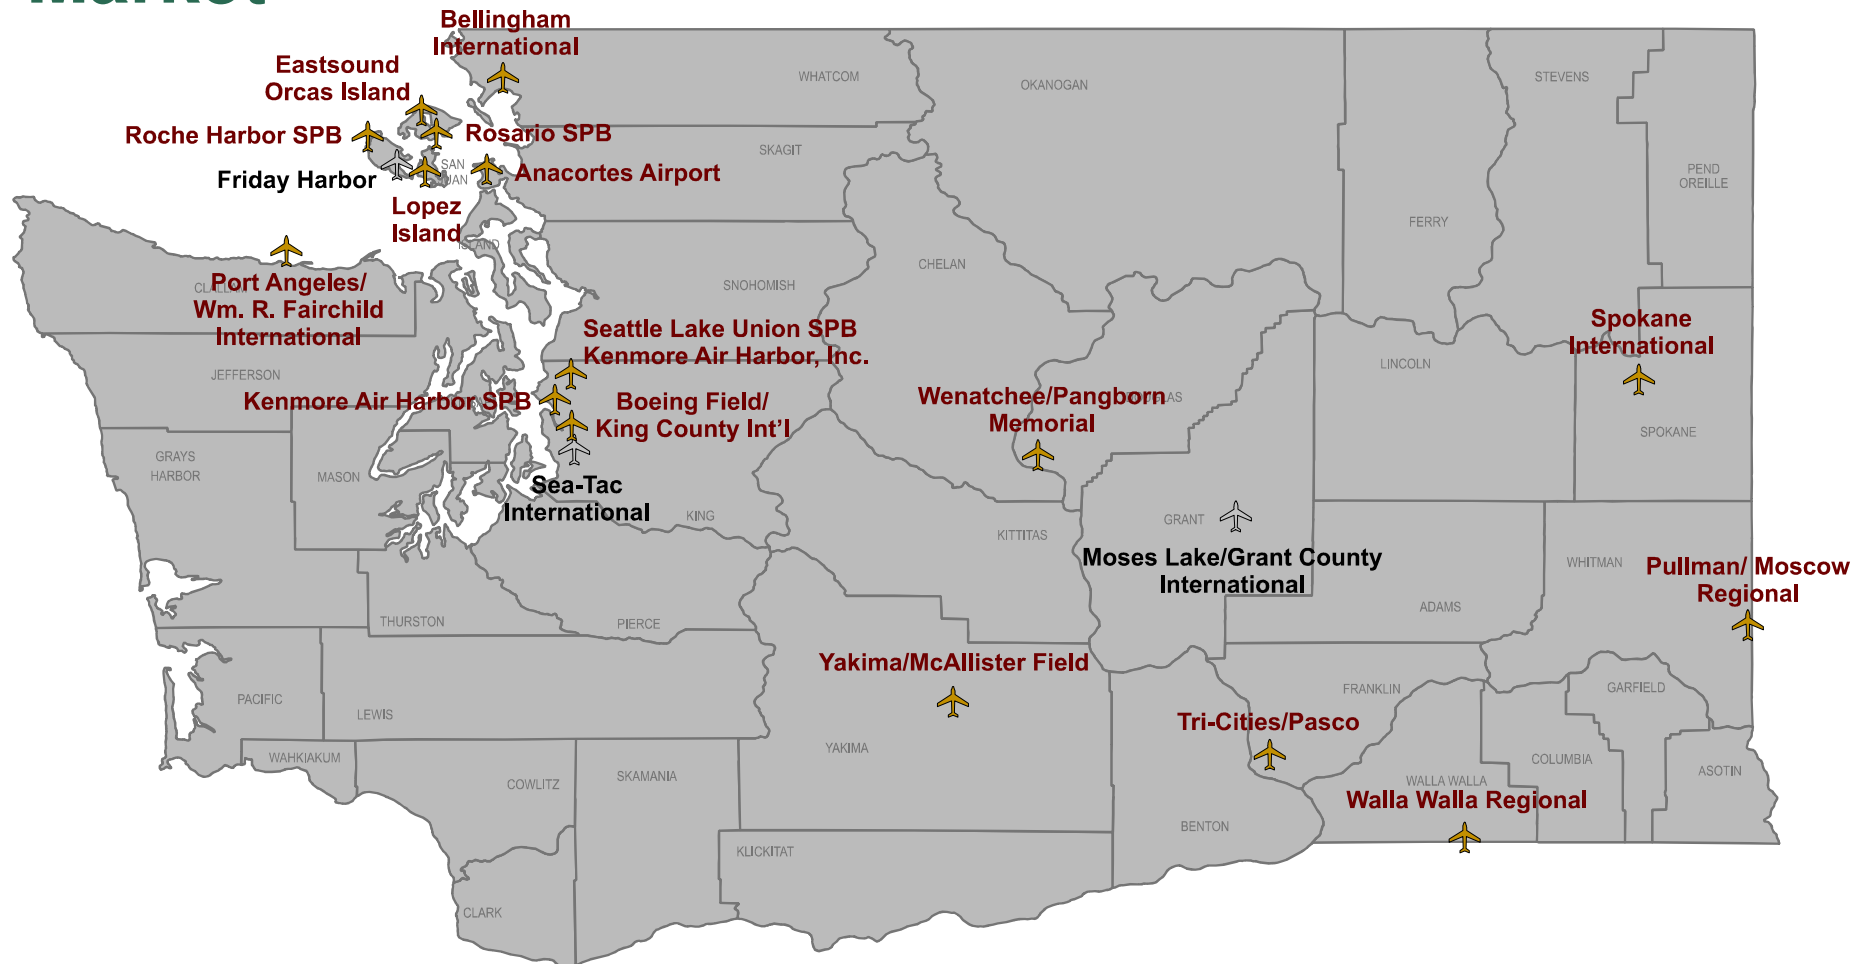 Market
Bellingham
International
Eastsound
Orcas Island
WHATCOM
OKANOGAN
STEVENS
Roche Harbor SPB
Rosario SPB
SKAGIT
Friday Harbor
SAN
JUAN
Anacortes Airport
PEND
OREILLE
Lopez
Island
ISLAND
FERRY
CHELAN
Port Angeles/
Wm. R. Fairchild
International
CLALLAM
SNOHOMISH
Seattle Lake Union SPB
Kenmore Air Harbor, Inc.
Spokane
International
LINCOLN
JEFFERSON
Kenmore Air Harbor SPB
Boeing Field/
King County Int'l
Wenatchee/Pangborn
Memorial
DOUGLAS
SPOKANE
GRAYS
HARBOR
MASON
Sea-Tac
International
KING
KITTITAS
GRANT
Moses Lake/Grant County
International
WHITMAN
Pullman/ Moscow
Regional
ADAMS
THURSTON
PIERCE
Yakima/McAllister Field
PACIFIC
LEWIS
FRANKLIN
GARFIELD
Tri-Cities/Pasco
YAKIMA
WAHKIAKUM
COWLITZ
SKAMANIA
COLUMBIA
ASOTIN
WALLA WALLA
Walla Walla Regional
BENTON
KLICKITAT
CLARK